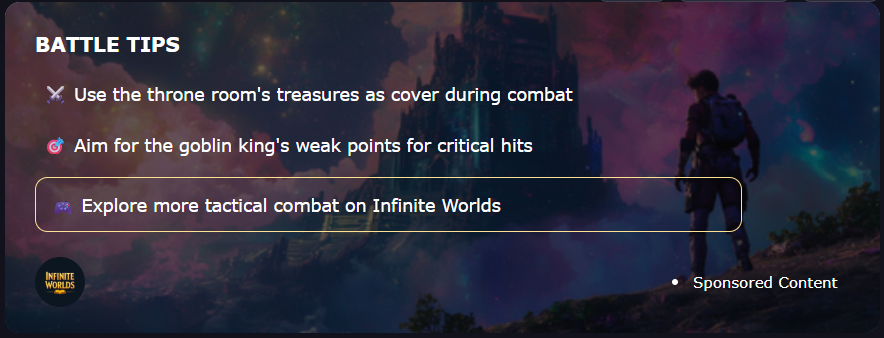 BATTLE TIPS
Use the throne room's treasures as cover during combat
Aim for the goblin king's weak points for critical hits
Explore more tactical combat on Infinite Worlds
INFINITE
WORLDS
• Sponsored Content